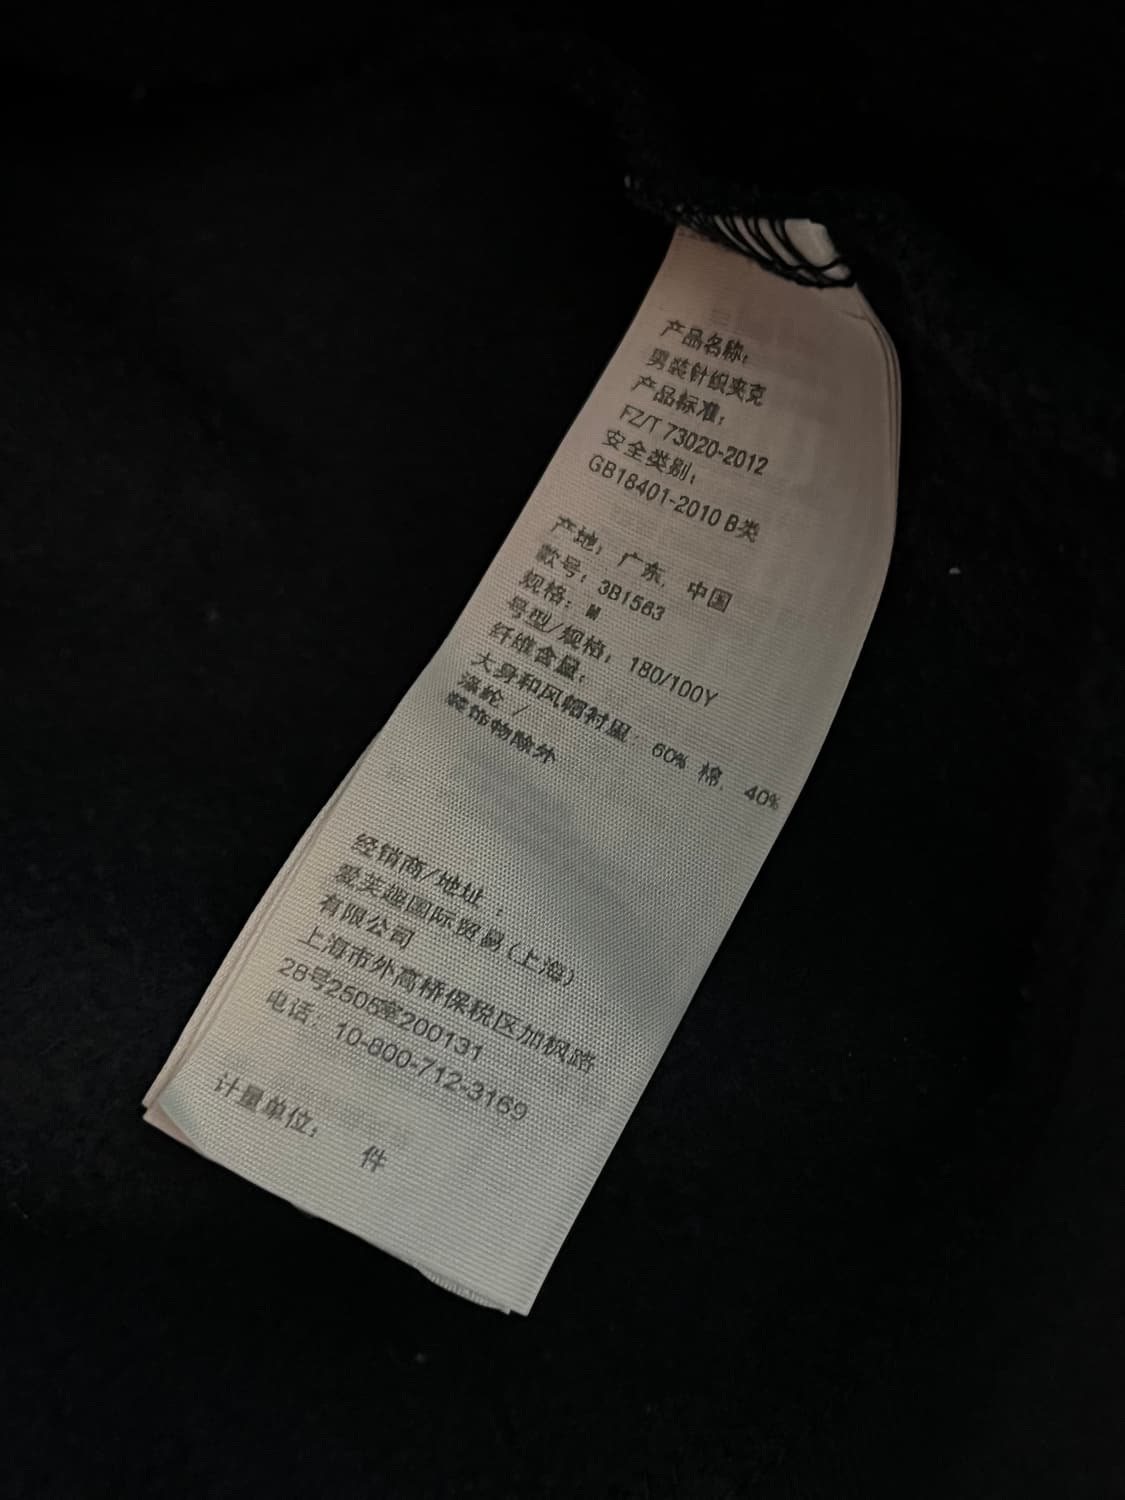 产品名称:
男装针织夹克
产品标准:
FZ/T 73020-2012
安全类别:
GB18401-2010 B类
产地: 广东, 中国
款号: 3B1563
规格: M
号型/规格: 180/100Y
纤维含量:
大身和风帽衬里: 60% 棉, 40%
涤纶 /
装饰物除外
经销商/地址:
爱芙趣国际贸易(上海)
有限公司
上海市外高桥保税区加枫路
28号2505室200131
电话: 10-800-712-3169
计量单位:
件